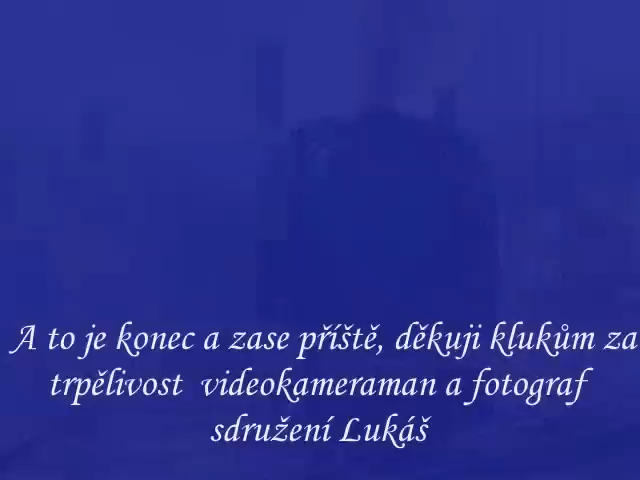 A to je konec a zase příště, děkuji klukům za
trpělivost videokameraman a fotograf
sdružení Lukáš